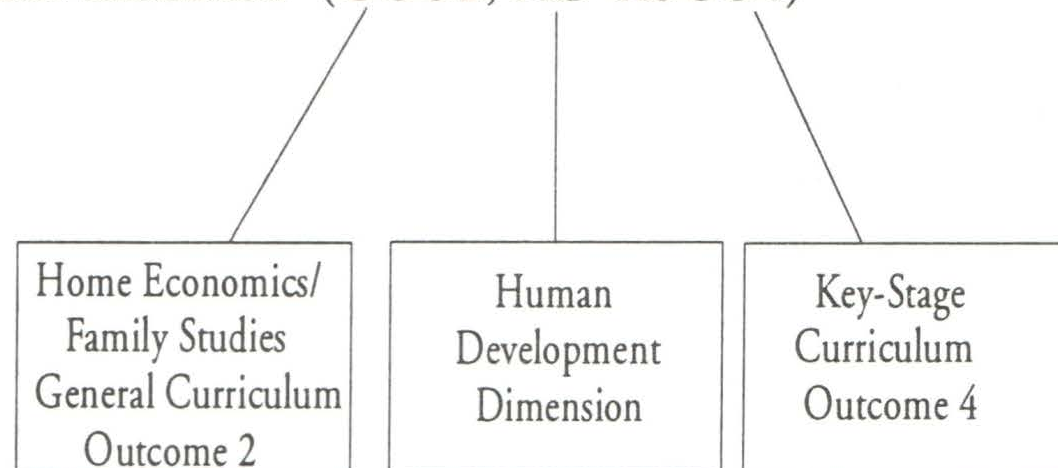 Home Economics/
Family Studies
General Curriculum
Outcome 2
Human
Development
Dimension
Key-Stage
Curriculum
Outcome 4